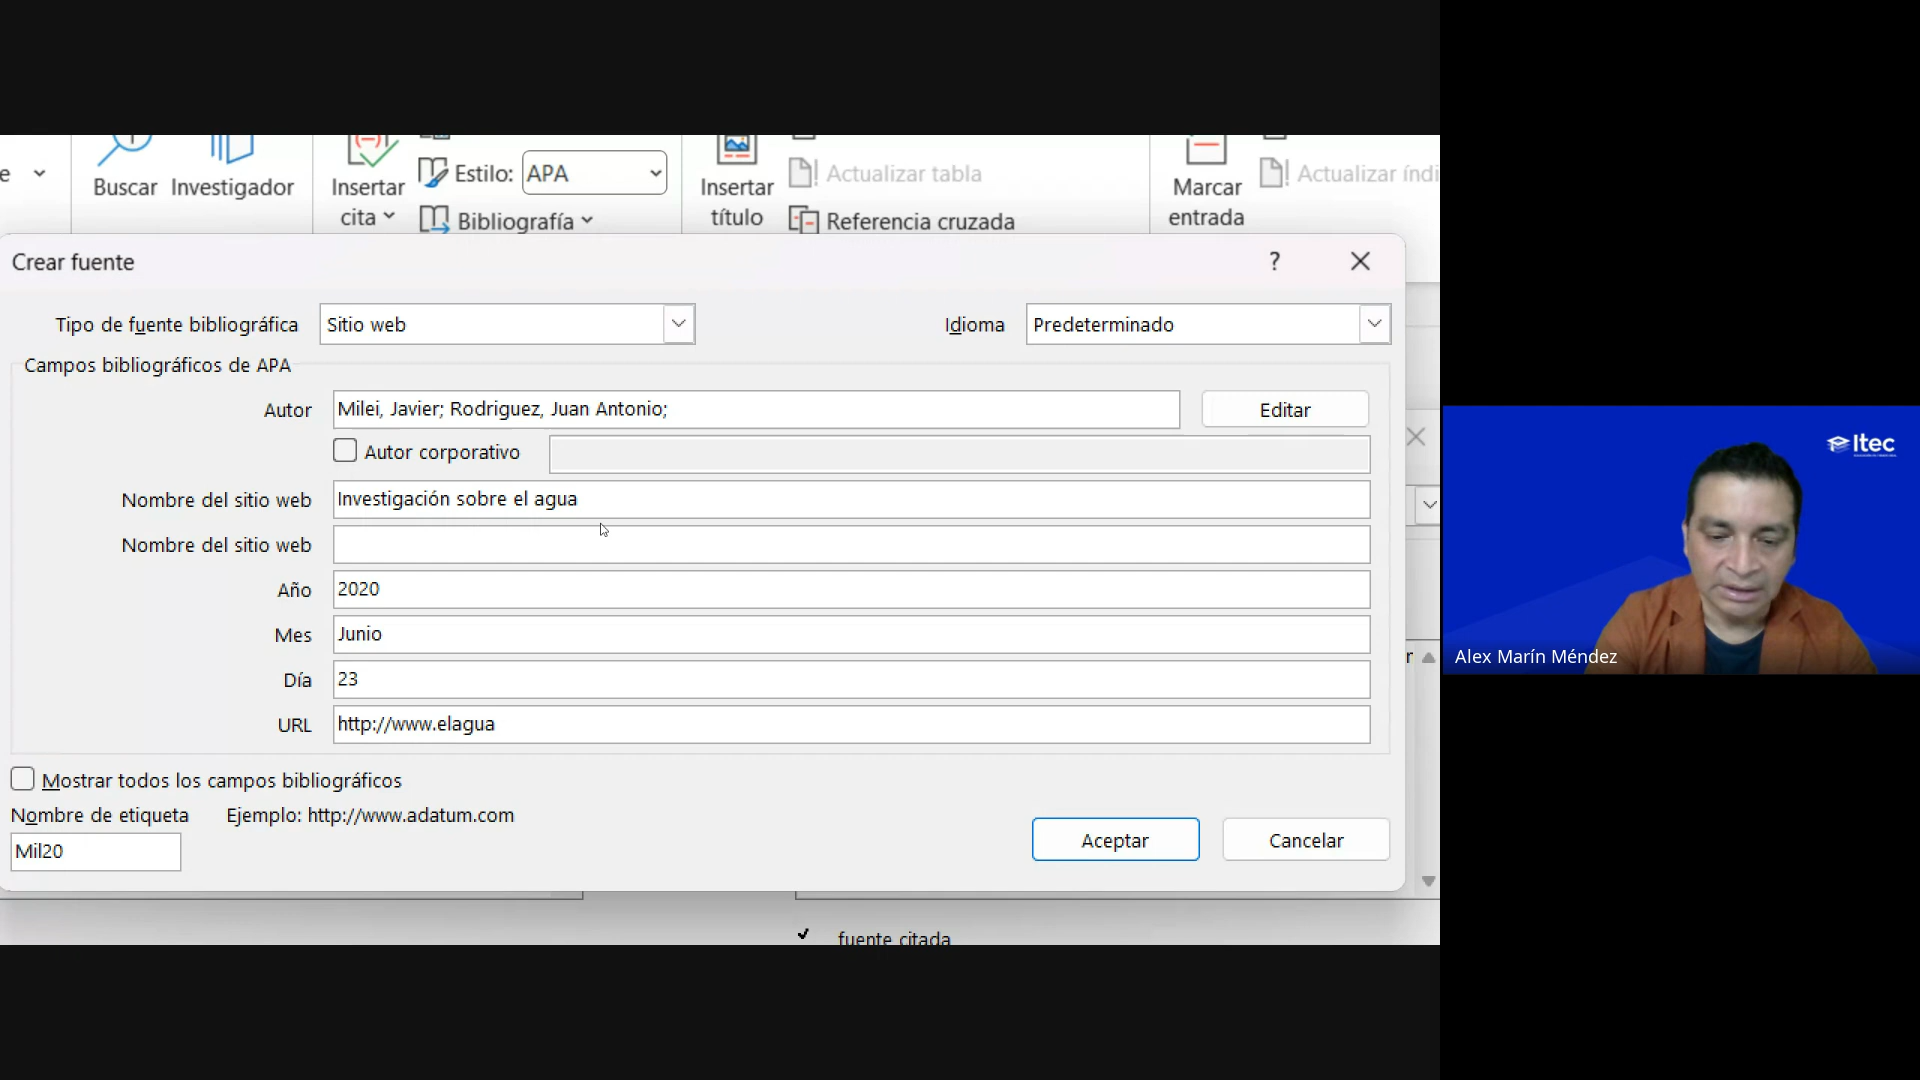 e
Buscar
Investigador
Insertar
cita
Estilo: APA
Bibliografía
Insertar
título
Actualizar tabla
Referencia cruzada
Marcar
entrada
Actualizar índi
Crear fuente
?
Tipo de fuente bibliográfica Sitio web
Idioma Predeterminado
Campos bibliográficos de APA
Autor Milei, Javier; Rodriguez, Juan Antonio; Editar
Autor corporativo
Nombre del sitio web Investigación sobre el agua
Nombre del sitio web
Año 2020
Mes Junio
Día 23
URL http://www.elagua
Mostrar todos los campos bibliográficos
Nombre de etiqueta Ejemplo: http://www.adatum.com
Mil20
Aceptar Cancelar
r
fuente citada
Itec
Alex Marín Méndez